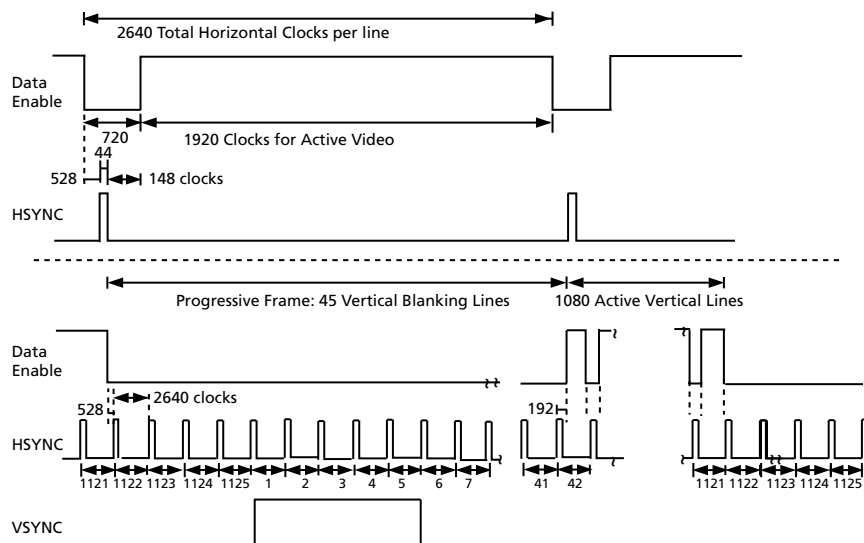 2640 Total Horizontal Clocks per line
Data
Enable
720
1920 Clocks for Active Video
44
528
148 clocks
HSYNC
Progressive Frame: 45 Vertical Blanking Lines
1080 Active Vertical Lines
Data
Enable
2640 clocks
528
192
HSYNC
1121 1122 1123 1124 1125 1 2 3 4 5 6 7 41 42 1121 1122 1123 1124 1125
VSYNC